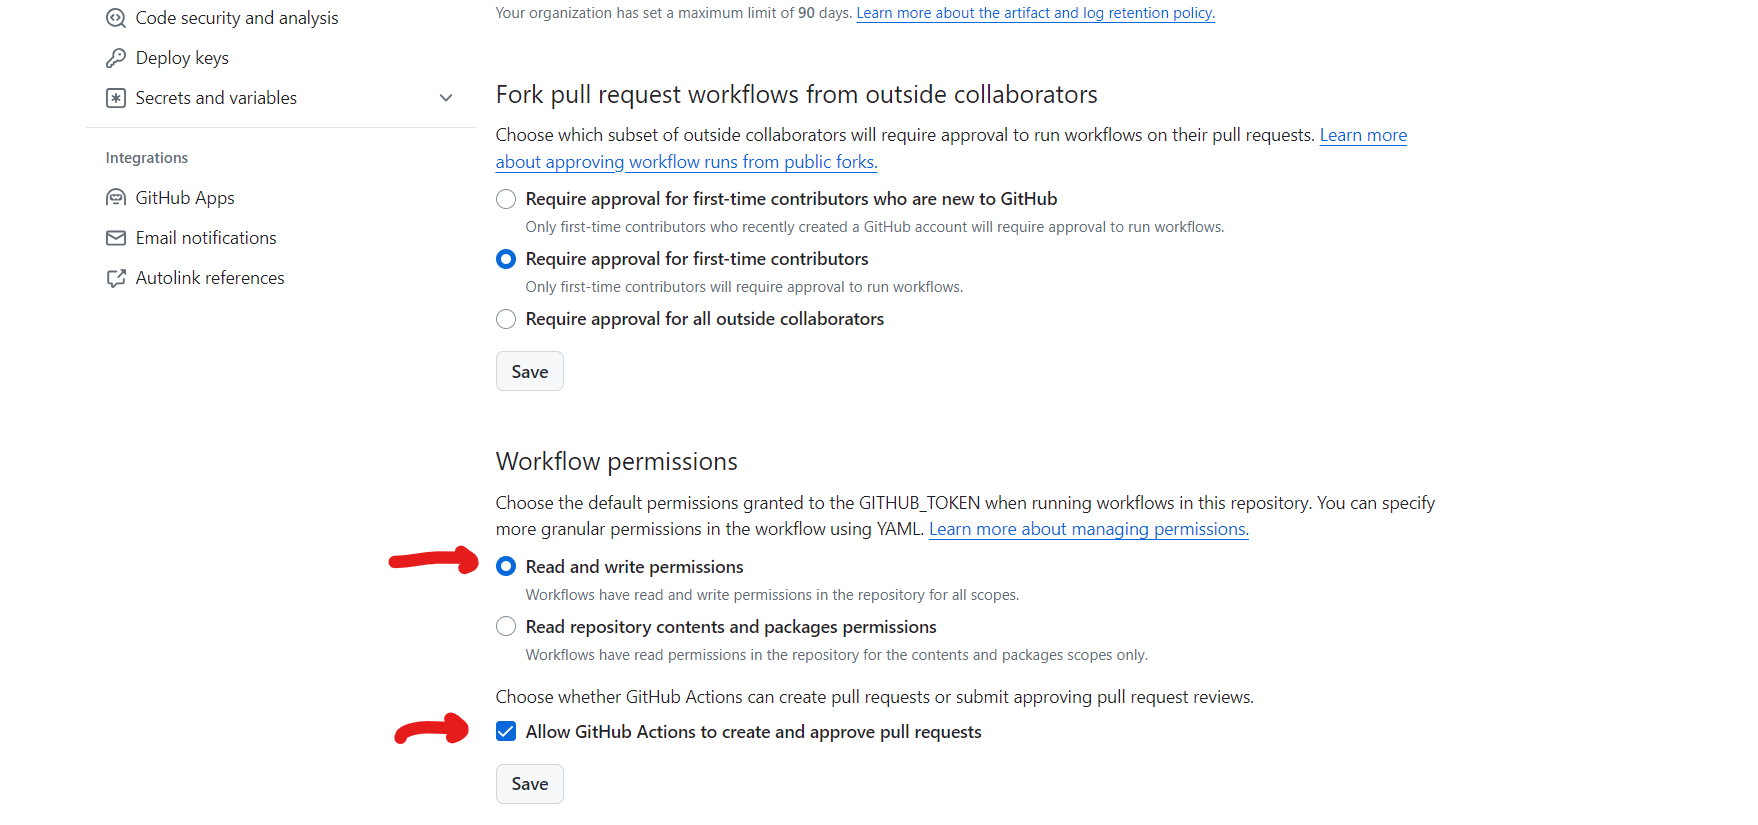 Code security and analysis
Deploy keys
Secrets and variables
Integrations
GitHub Apps
Email notifications
Autolink references
Your organization has set a maximum limit of 90 days. Learn more about the artifact and log retention policy.
Fork pull request workflows from outside collaborators
Choose which subset of outside collaborators will require approval to run workflows on their pull requests. Learn more
about approving workflow runs from public forks.
Require approval for first-time contributors who are new to GitHub
Only first-time contributors who recently created a GitHub account will require approval to run workflows.
Require approval for first-time contributors
Only first-time contributors will require approval to run workflows.
Require approval for all outside collaborators
Save
Workflow permissions
Choose the default permissions granted to the GITHUB_TOKEN when running workflows in this repository. You can specify
more granular permissions in the workflow using YAML. Learn more about managing permissions.
Read and write permissions
Workflows have read and write permissions in the repository for all scopes.
Read repository contents and packages permissions
Workflows have read permissions in the repository for the contents and packages scopes only.
Choose whether GitHub Actions can create pull requests or submit approving pull request reviews.
Allow GitHub Actions to create and approve pull requests
Save